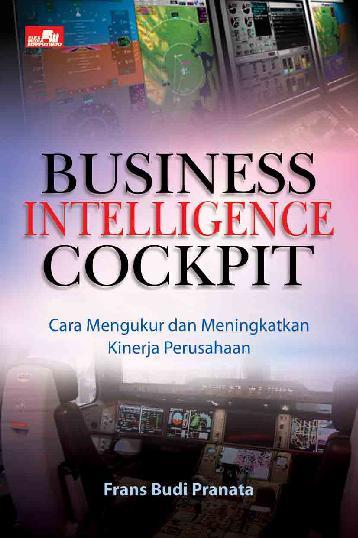 BUSINESS
INTELLIGENCE
COCKPIT
Cara Mengukur dan Meningkatkan
Kinerja Perusahaan
Frans Budi Pranata